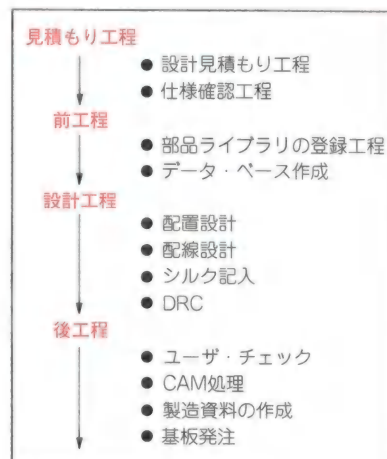 見積もり工程
● 設計見積もり工程
● 仕様確認工程
前工程
● 部品ライブラリの登録工程
● データ・ベース作成
設計工程
● 配置設計
● 配線設計
● シルク記入
● DRC
後工程
● ユーザ・チェック
● CAM処理
● 製造資料の作成
● 基板発注